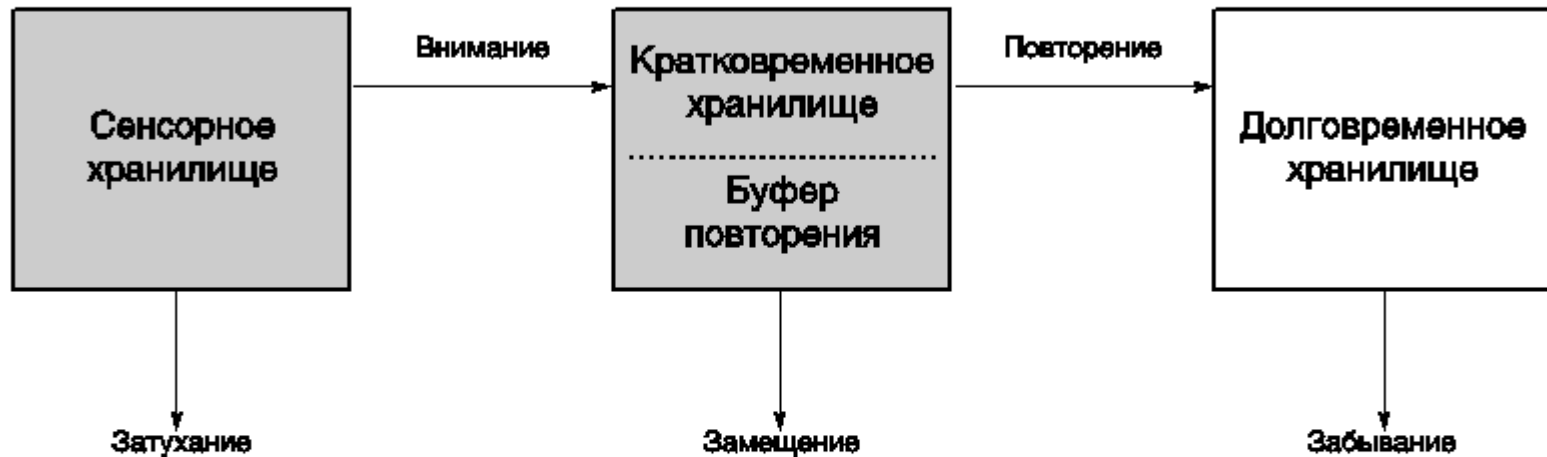 Внимание
Повторение
Сенсорное
хранилище
Кратковременное
хранилище
Буфер
повторения
Долговременное
хранилище
Затухание
Замещение
Забывание